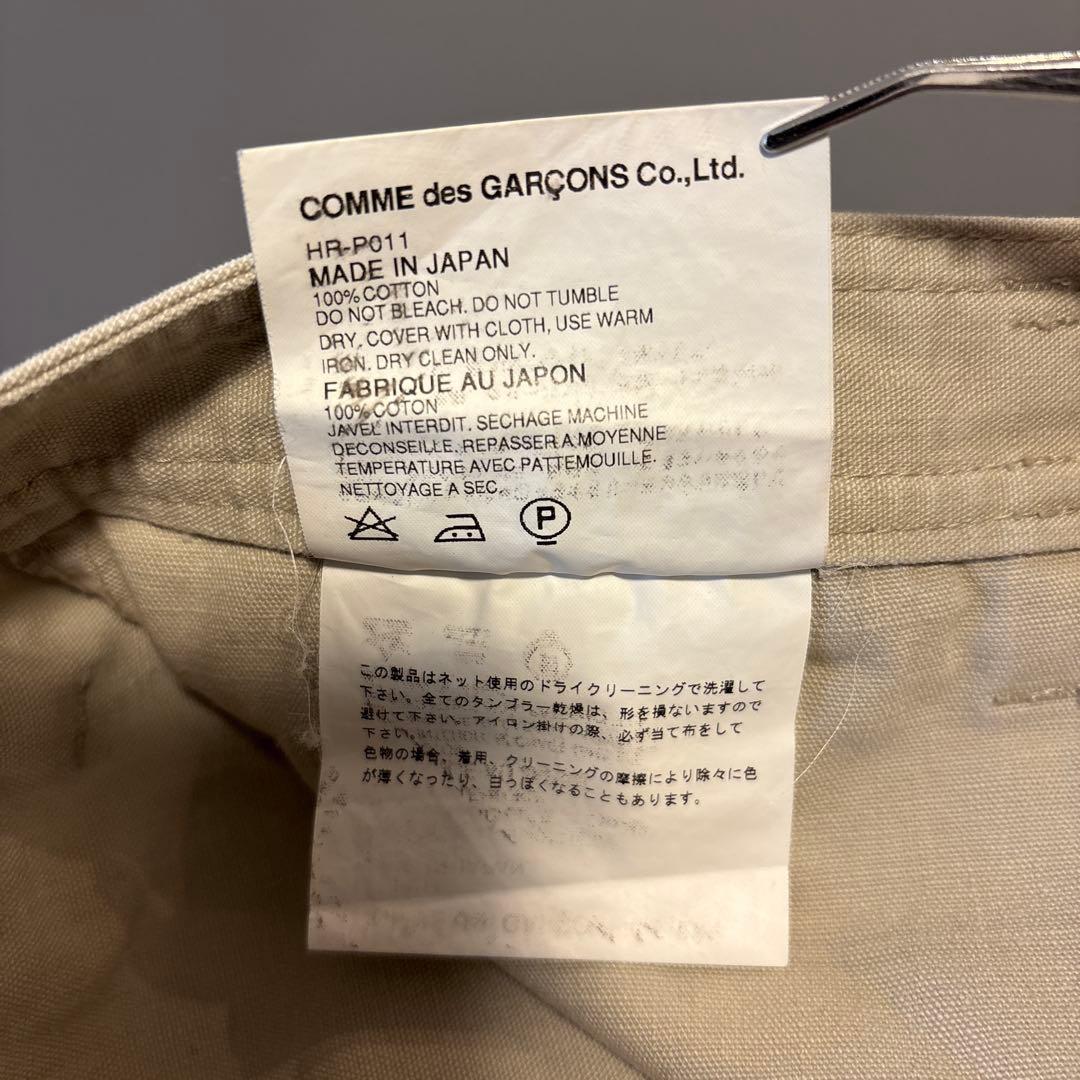 COMME des GARÇONS Co.,Ltd.
HR-P011
MADE IN JAPAN
100% COTTON
DO NOT BLEACH. DO NOT TUMBLE
DRY. COVER WITH CLOTH, USE WARM
IRON. DRY CLEAN ONLY.
FABRIQUE AU JAPON
100% COTON
JAVEL INTERDIT. SECHAGE MACHINE
DECONSEILLE. REPASSER A MOYENNE
TEMPERATURE AVEC PATTEMOUILLE.
NETTOYAGE A SEC.
P
この製品はネット使用のドライクリーニングで洗濯して
下さい。全てのタンブラー乾燥は、形を損ないますので
避けて下さい。アイロン掛けの際、必ず当て布をして
下さい。
色物の場合、着用、クリーニングの摩擦により除々に色
が薄くなったり、白っぽくなることもあります。